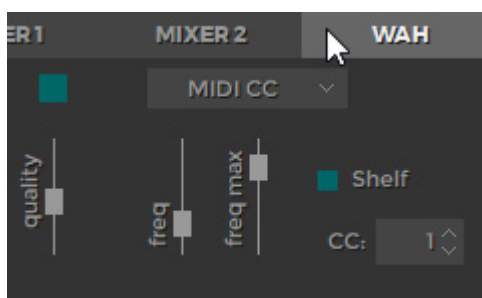 ER 1 MIXER 2 WAH
MIDI CC
quality
freq
freq max
Shelf
CC: 1